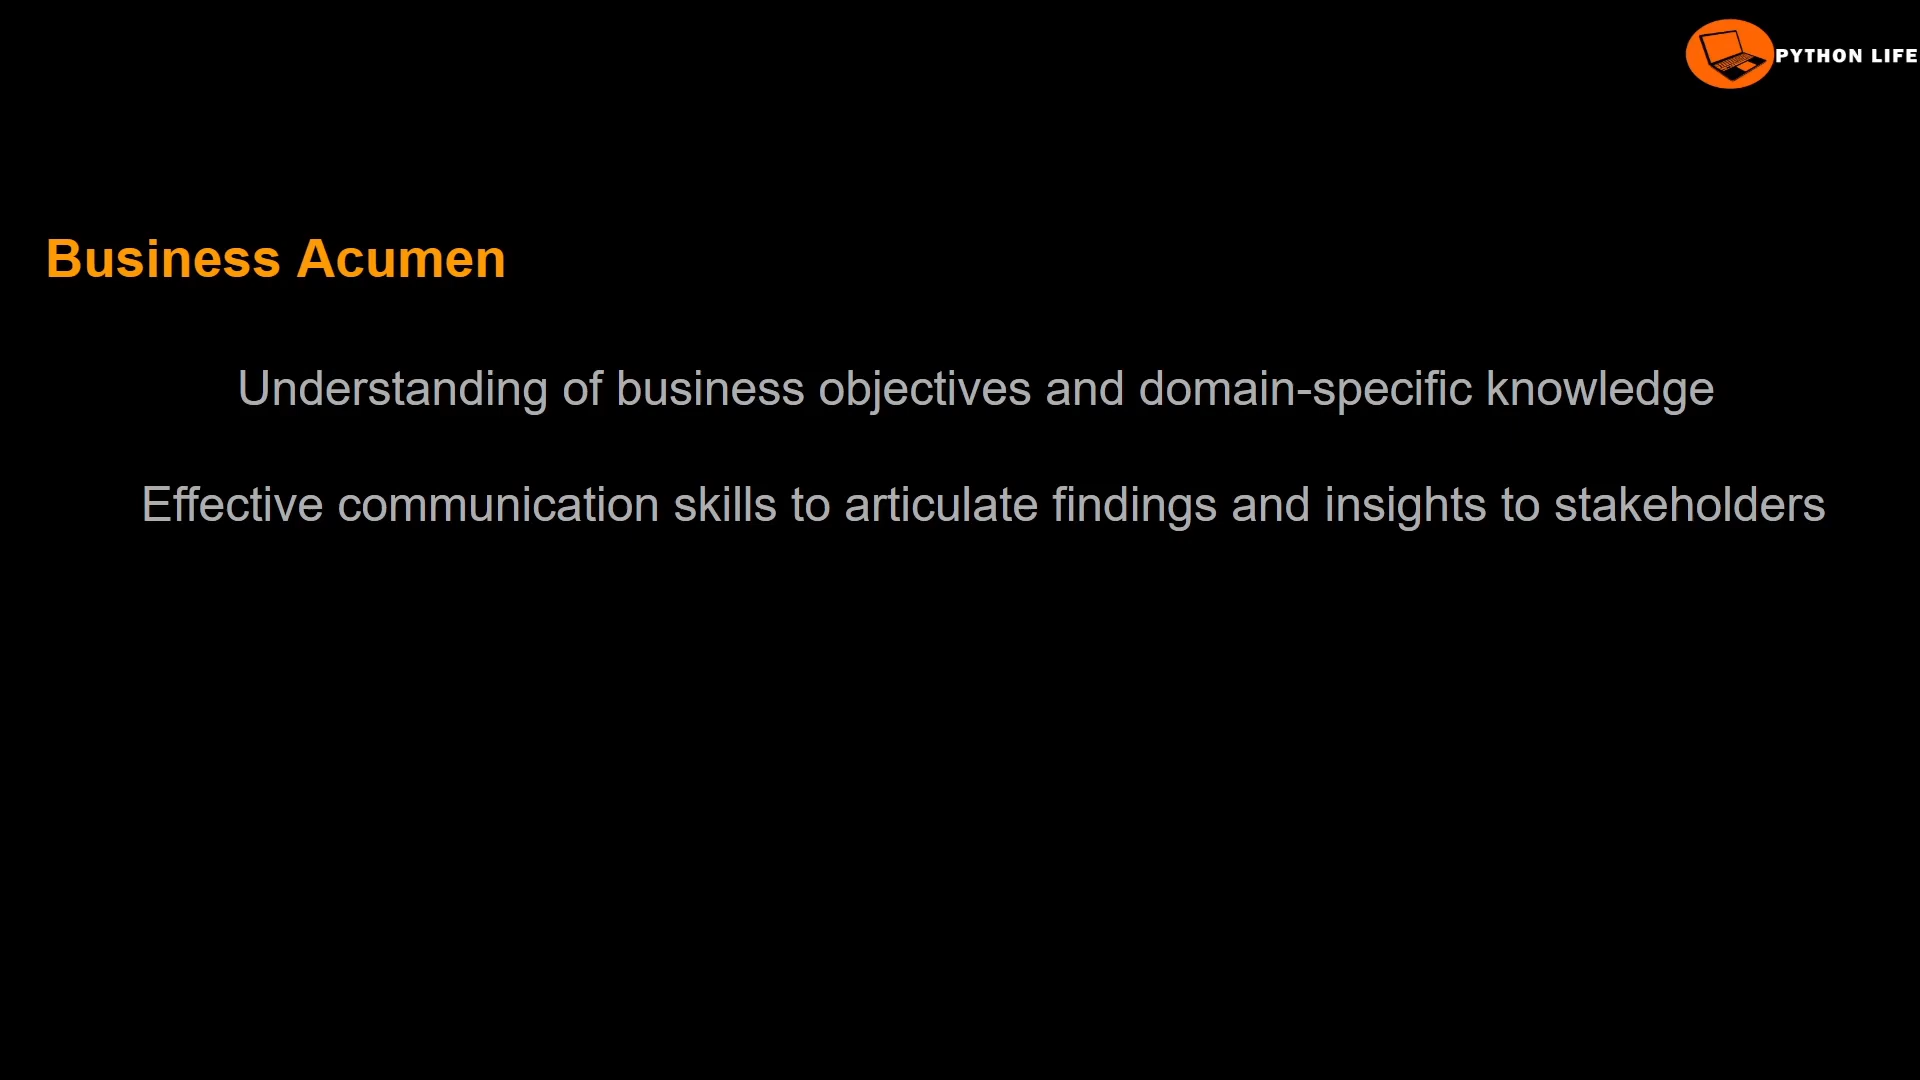 PYTHON LIFE
Business Acumen
Understanding of business objectives and domain-specific knowledge
Effective communication skills to articulate findings and insights to stakeholders